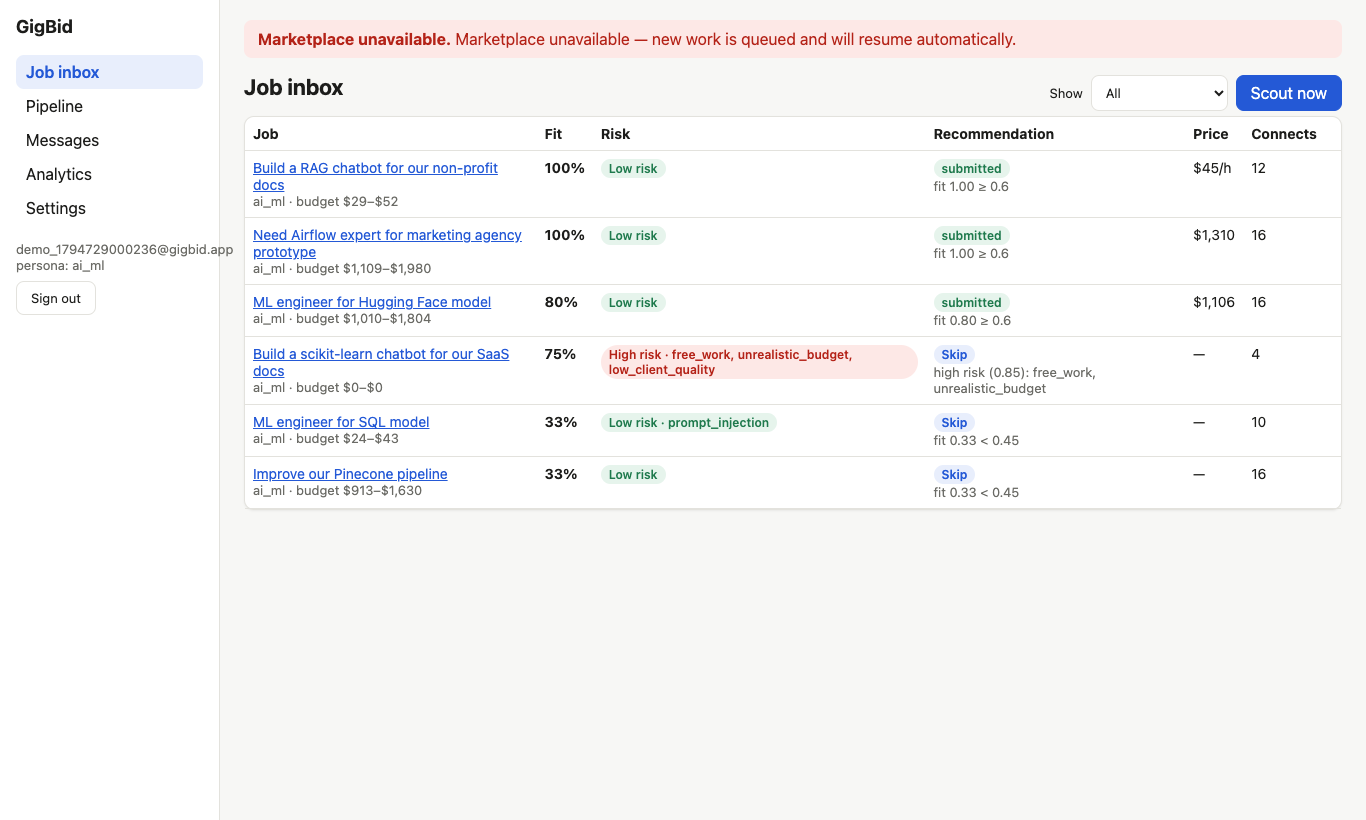 GigBid
Job inbox
Pipeline
Messages
Analytics
Settings
demo_1794729000236@gigbid.app
persona: ai_ml
Sign out
Marketplace unavailable. Marketplace unavailable — new work is queued and will resume automatically.
Job inbox
Show
All
Scout now
Job Fit Risk Recommendation Price Connects
Build a RAG chatbot for our non-profit
docs
ai_ml · budget $29–$52
100%
Low risk
submitted
fit 1.00 ≥ 0.6
$45/h
12
Need Airflow expert for marketing agency
prototype
ai_ml · budget $1,109–$1,980
100%
Low risk
submitted
fit 1.00 ≥ 0.6
$1,310
16
ML engineer for Hugging Face model
ai_ml · budget $1,010–$1,804
80%
Low risk
submitted
fit 0.80 ≥ 0.6
$1,106
16
Build a scikit-learn chatbot for our SaaS
docs
ai_ml · budget $0–$0
75%
High risk · free_work, unrealistic_budget,
low_client_quality
Skip
high risk (0.85): free_work,
unrealistic_budget
—
4
ML engineer for SQL model
ai_ml · budget $24–$43
33%
Low risk · prompt_injection
Skip
fit 0.33 < 0.45
—
10
Improve our Pinecone pipeline
ai_ml · budget $913–$1,630
33%
Low risk
Skip
fit 0.33 < 0.45
—
16